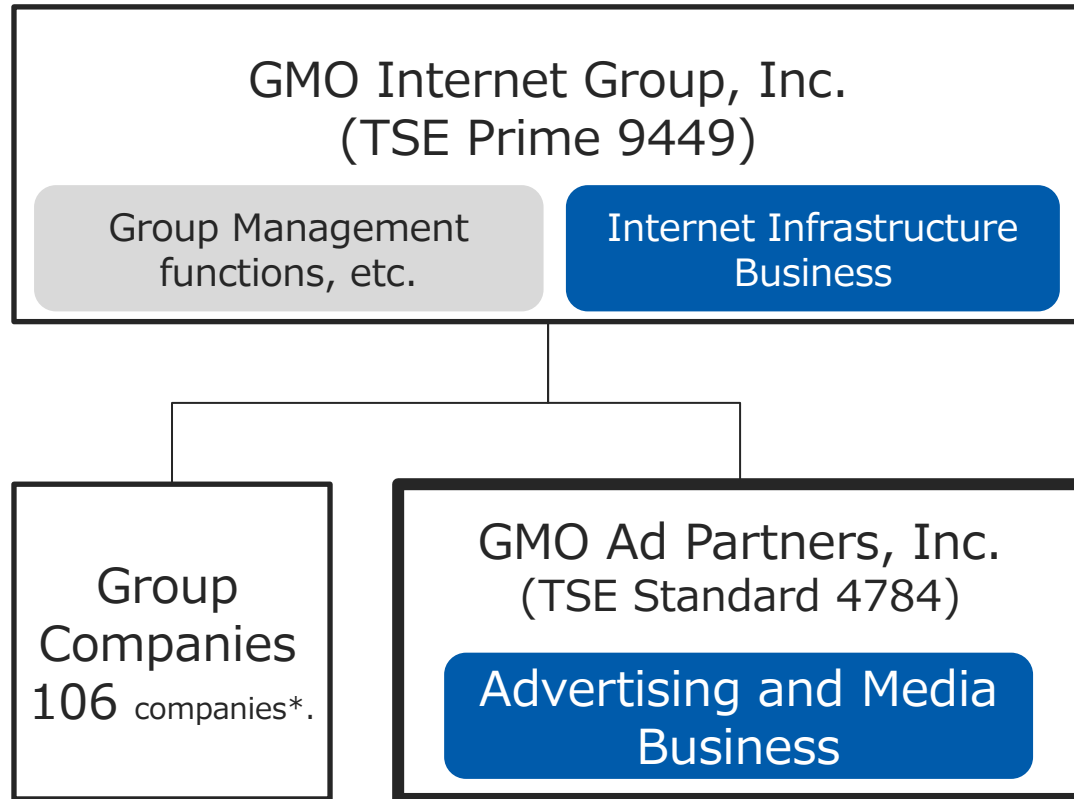 GMO Internet Group, Inc.
(TSE Prime 9449)
Group Management
functions, etc.
Internet Infrastructure
Business
Group
Companies
106 companies*.
GMO Ad Partners, Inc.
(TSE Standard 4784)
Advertising and Media
Business